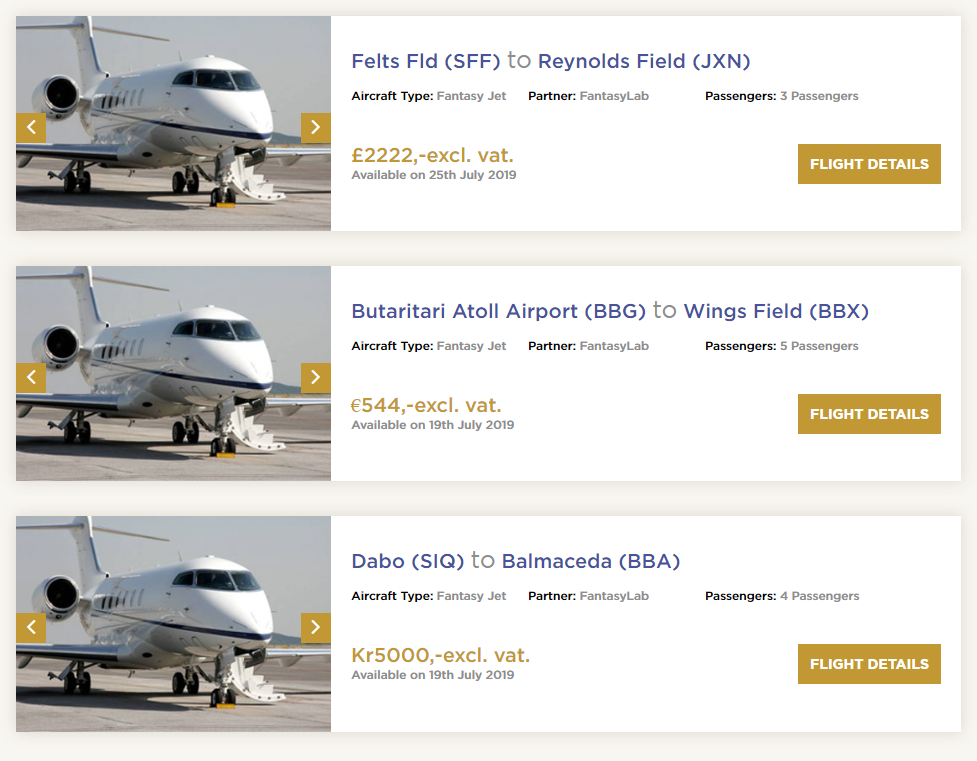 Felts Fld (SFF) to Reynolds Field (JXN)
Aircraft Type: Fantasy Jet Partner: FantasyLab Passengers: 3 Passengers
£2222,-excl. vat.
Available on 25th July 2019
FLIGHT DETAILS
Butaritari Atoll Airport (BBG) to Wings Field (BBX)
Aircraft Type: Fantasy Jet Partner: FantasyLab Passengers: 5 Passengers
€544,-excl. vat.
Available on 19th July 2019
FLIGHT DETAILS
Dabo (SIQ) to Balmaceda (BBA)
Aircraft Type: Fantasy Jet Partner: FantasyLab Passengers: 4 Passengers
Kr5000,-excl. vat.
Available on 19th July 2019
FLIGHT DETAILS